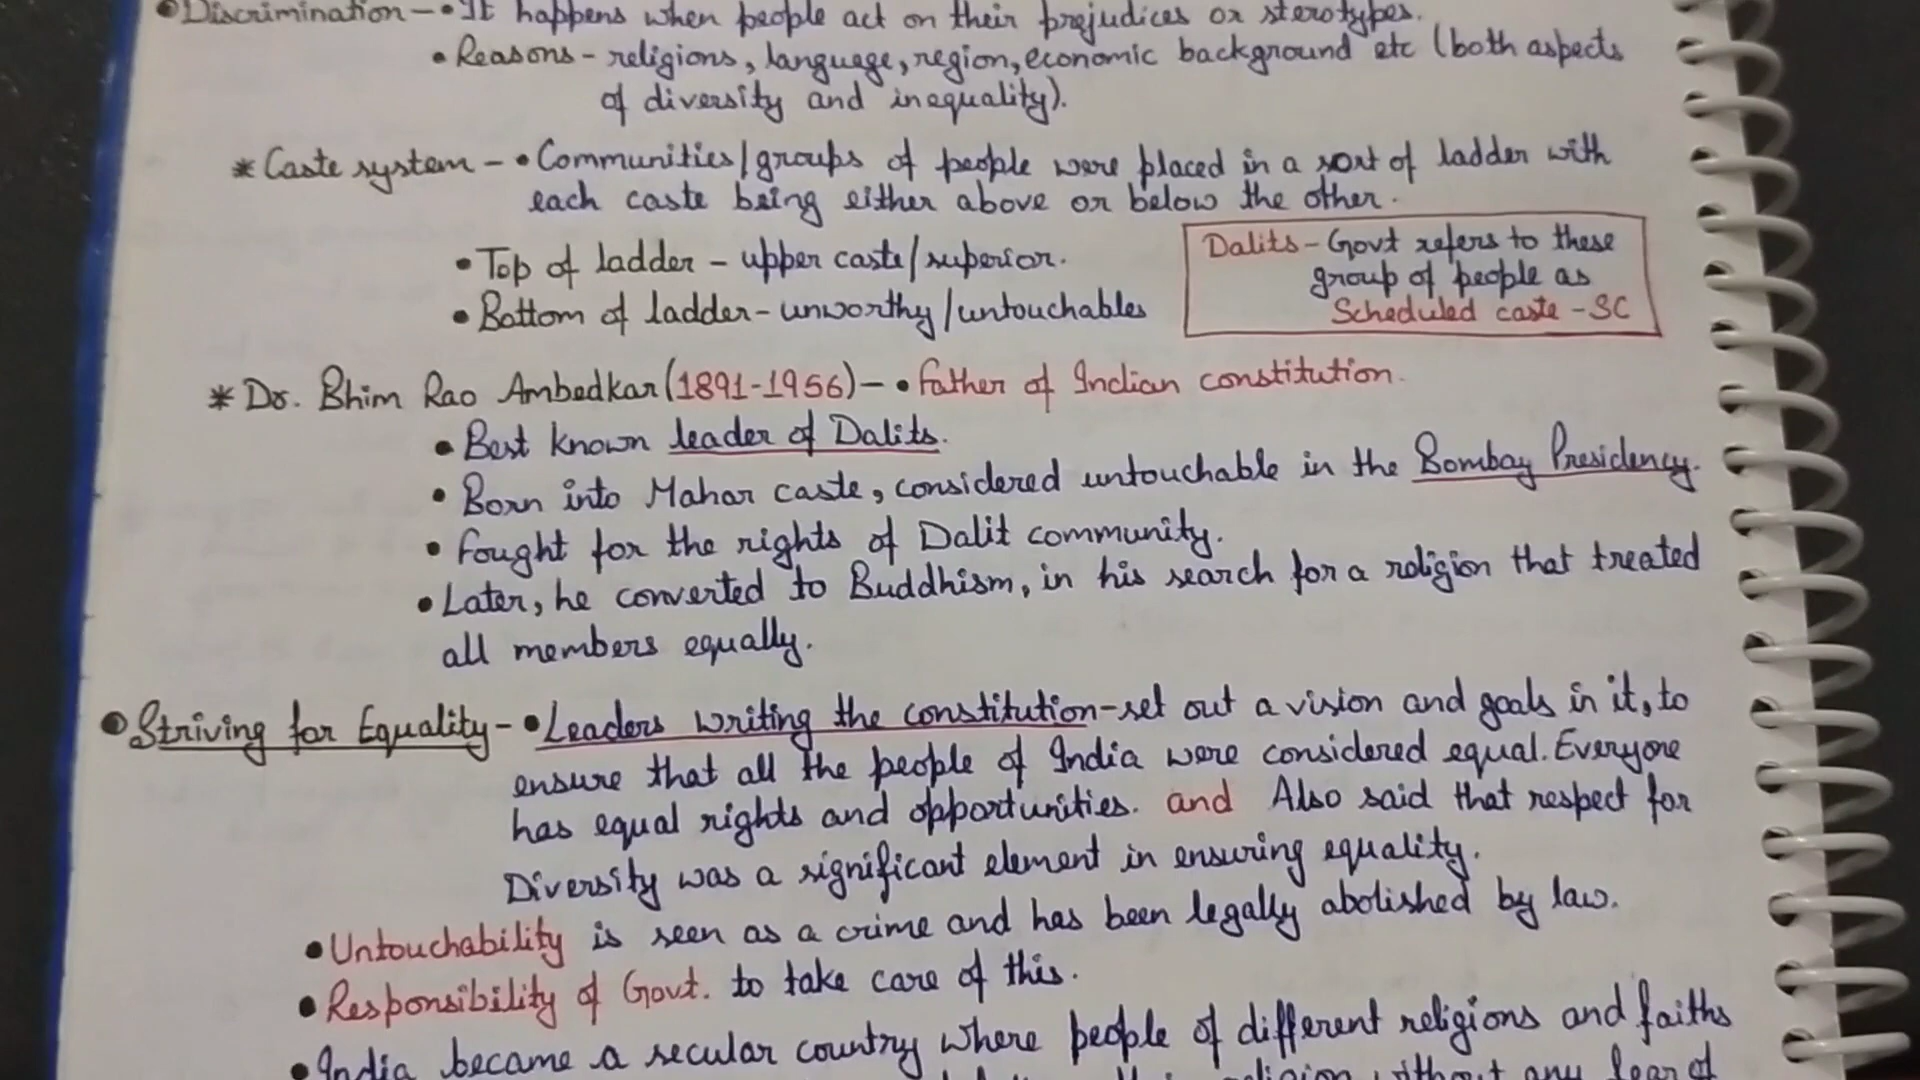 Discrimination - • It happens when people act on their prejudices or sterotypes.
• Reasons - religions, language, region, economic background etc (both aspects
of diversity and inequality).
* Caste system - • Communities/groups of people were placed in a sort of ladder with
each caste being either above or below the other.
• Top of ladder - upper caste/superior.
• Bottom of ladder - unworthy/untouchables
Dalits - Govt refers to these
group of people as
Scheduled caste - SC
* Dr. Bhim Rao Ambedkar (1891-1956) - • Father of Indian constitution.
• Best known leader of Dalits.
• Born into Mahar caste, considered untouchable in the Bombay Presidency.
• Fought for the rights of Dalit community.
• Later, he converted to Buddhism, in his search for a religion that treated
all members equally.
• Striving for Equality - • Leaders writing the constitution - set out a vision and goals in it, to
ensure that all the people of India were considered equal. Everyone
has equal rights and opportunities. and Also said that respect for
Diversity was a significant element in ensuring equality.
• Untouchability is seen as a crime and has been legally abolished by law.
• Responsibility of Govt. to take care of this.
• India became a secular country where people of different religions and faiths
religion without any fear of